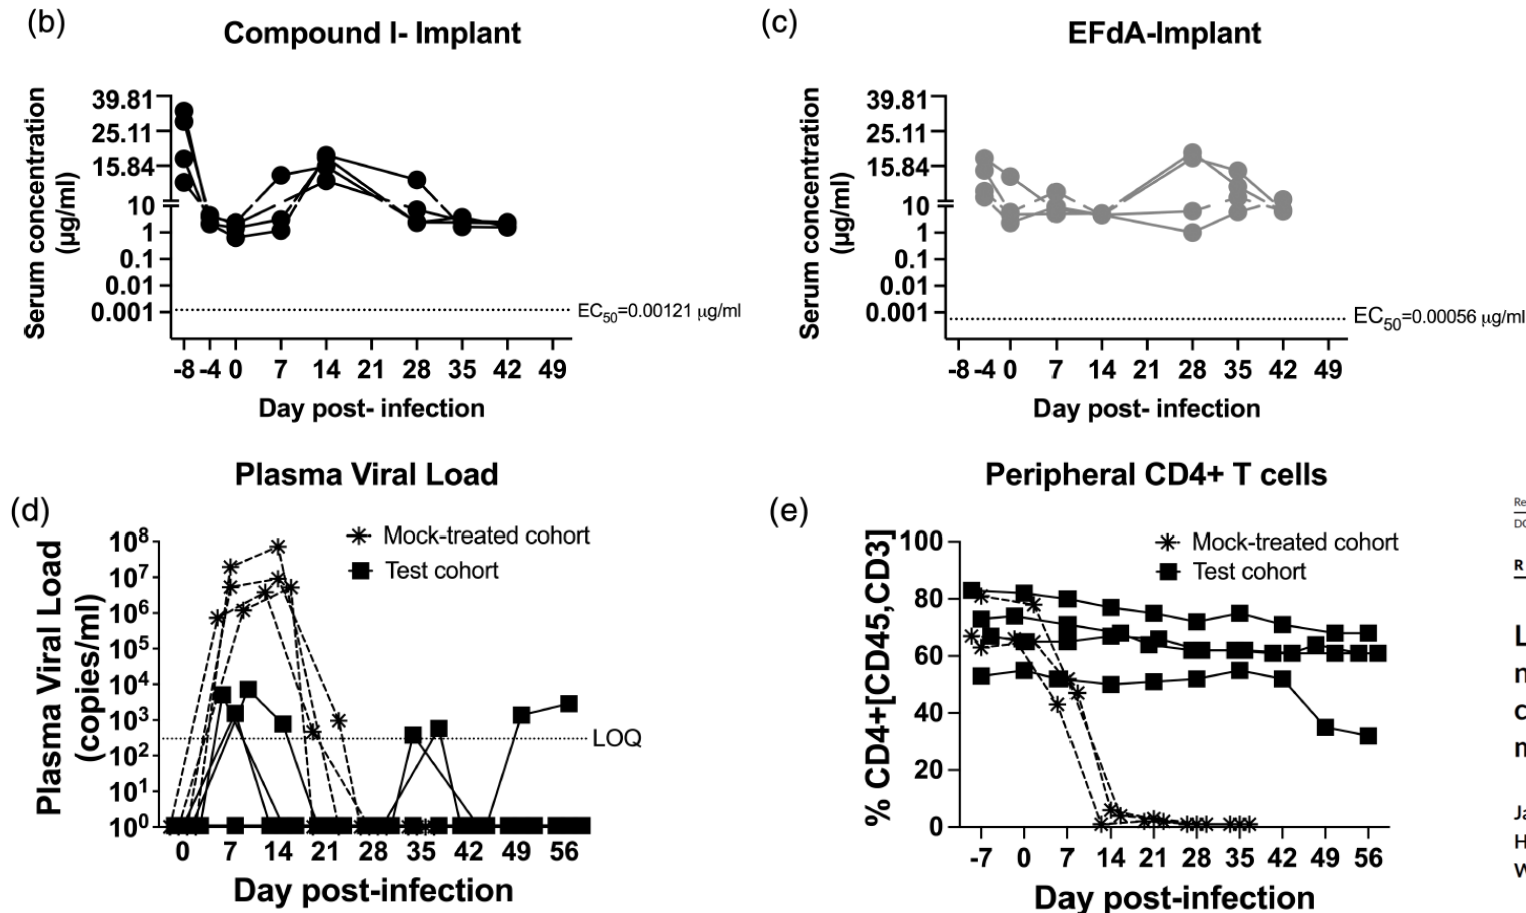 (b)
Compound I- Implant
Serum concentration
(µg/ml)
39.81
25.11
15.84
10
1
0.1
0.01
0.001
EC50=0.00121 µg/ml
-8 -4 0 7 14 21 28 35 42 49
Day post- infection
(c)
EFdA-Implant
Serum concentration
(µg/ml)
39.81
25.11
15.84
10
1
0.1
0.01
0.001
EC50=0.00056 µg/ml
-8 -4 0 7 14 21 28 35 42 49
Day post- infection
(d)
Plasma Viral Load
Plasma Viral Load
(copies/ml)
10^8
10^7
10^6
10^5
10^4
10^3
10^2
10^1
10^0
Mock-treated cohort
Test cohort
LOQ
0 7 14 21 28 35 42 49 56
Day post-infection
(e)
Peripheral CD4+ T cells
% CD4+[CD45,CD3]
100
80
60
40
20
0
Mock-treated cohort
Test cohort
-7 0 7 14 21 28 35 42 49 56
Day post-infection
Re
R
L
n
c
n
Ja
H
W